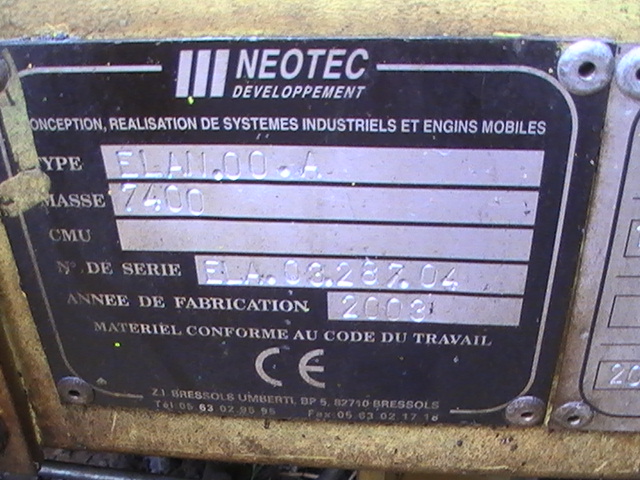 NEOTEC
DÉVELOPPEMENT
CONCEPTION, REALISATION DE SYSTEMES INDUSTRIELS ET ENGINS MOBILES
TYPE ELAN.00.A
MASSE 7400
CMU
N° DE SERIE ELA.03.287.04
ANNEE DE FABRICATION 2003
MATERIEL CONFORME AU CODE DU TRAVAIL
CE
Z.I BRESSOLS UMBERTI, BP 5, 82710 BRESSOLS
Tél 05 63 02 95 95 Fax:05 63 02 17 18
20